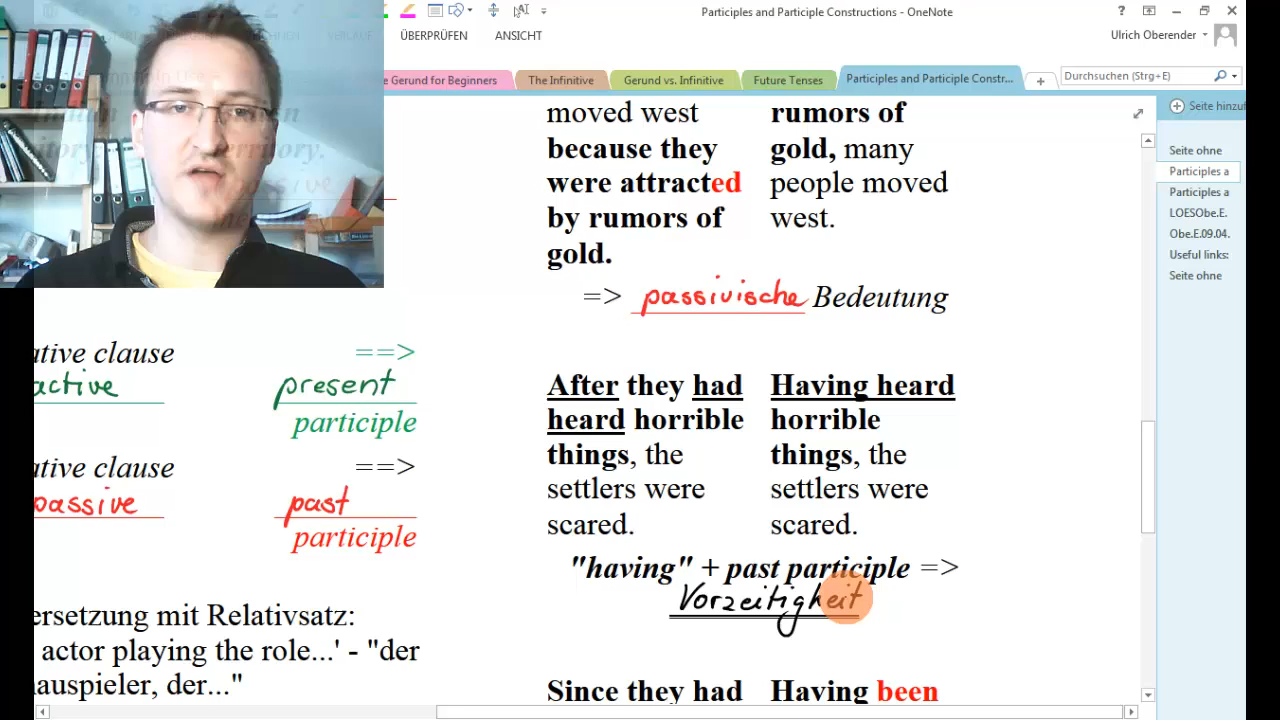 Participles and Participle Constructions - OneNote
ÜBERPRÜFEN ANSICHT
Ulrich Oberender
Gerund for Beginners
The Infinitive
Gerund vs. Infinitive
Future Tenses
Participles and Participle Constr...
Durchsuchen (Strg+E)
Seite hinzuf
Seite ohne
Participles a
Participles a
LOESObe.E.
Obe.E.09.04.
Useful links:
Seite ohne
ative clause ==>
active present
participle
ative clause ==>
passive past
participle
ersetzung mit Relativsatz:
actor playing the role...' - "der
hauspieler, der..."
moved west
because they
were attracted
by rumors of
gold.
rumors of
gold, many
people moved
west.
=> passivische Bedeutung
After they had
heard horrible
things, the
settlers were
scared.
Having heard
horrible
things, the
settlers were
scared.
"having" + past participle =>
Vorzeitigkeit
Since they had
Having been